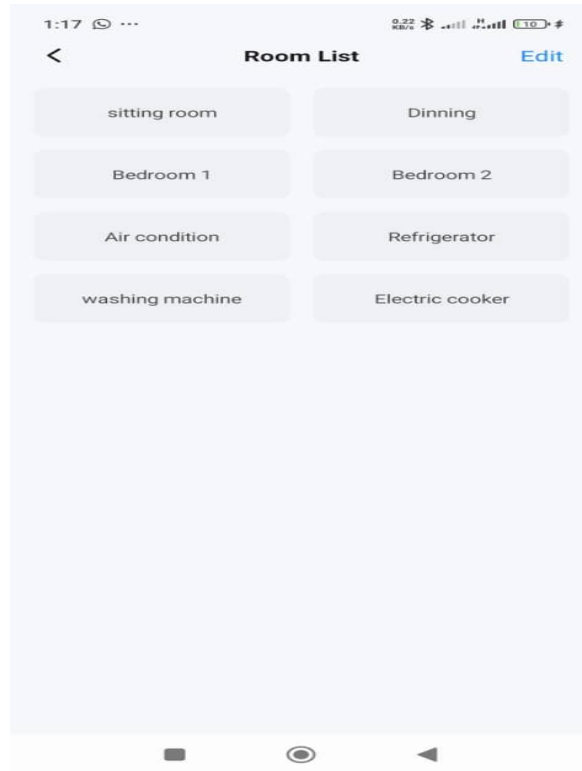 1:17 ... 0.22 KB/s H 10
Room List Edit
sitting room Dinning
Bedroom 1 Bedroom 2
Air condition Refrigerator
washing machine Electric cooker